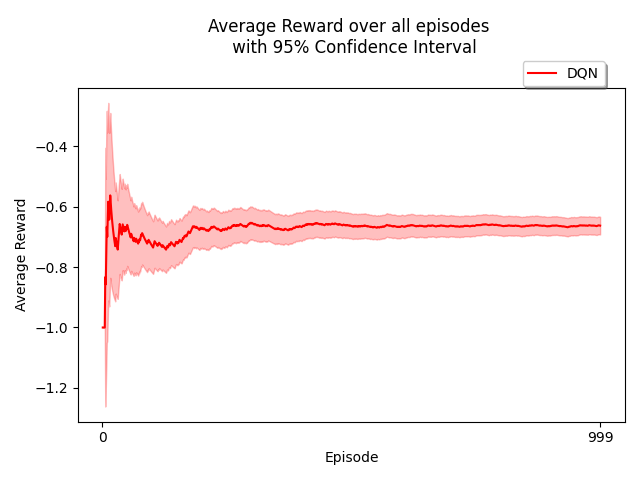 Average Reward over all episodes
with 95% Confidence Interval
DQN
Average Reward
−0.4
−0.6
−0.8
−1.0
−1.2
0
999
Episode